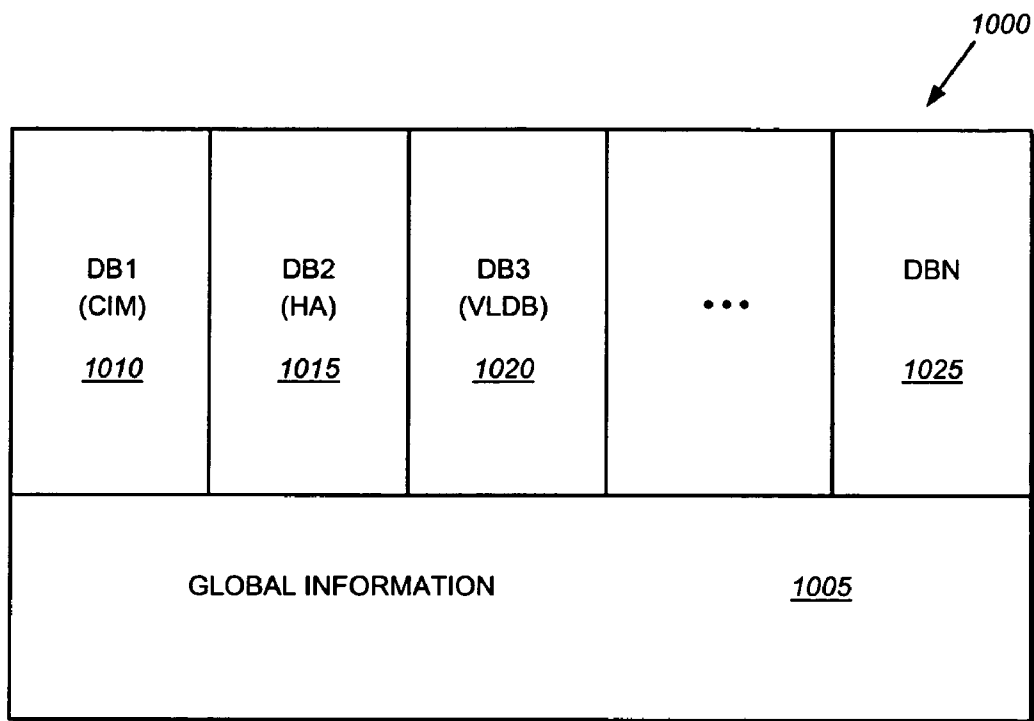 1000
DB1
(CIM)
1010
DB2
(HA)
1015
DB3
(VLDB)
1020
•••
DBN
1025
GLOBAL INFORMATION
1005